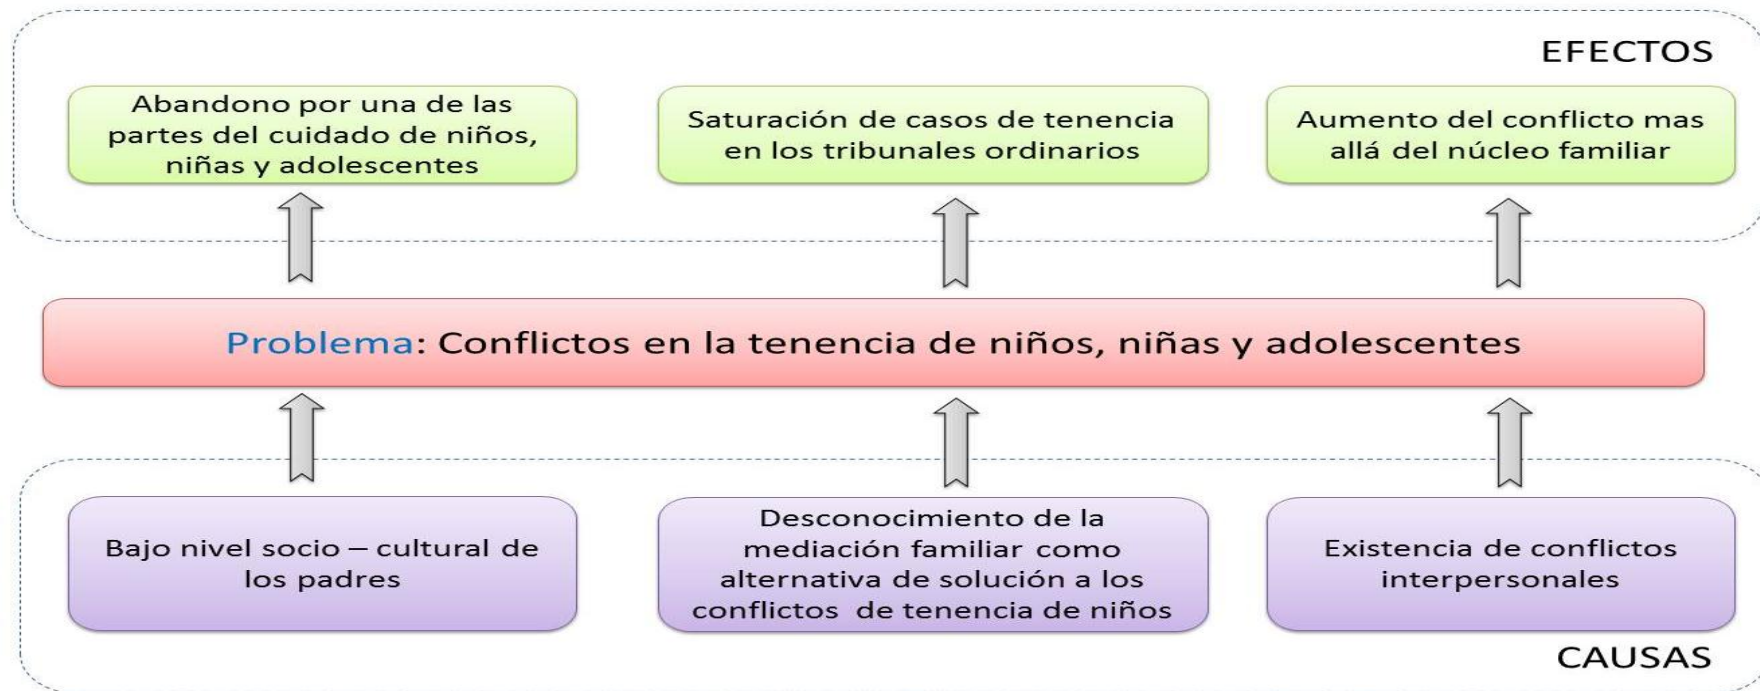 EFECTOS
Abandono por una de las
partes del cuidado de niños,
niñas y adolescentes
Saturación de casos de tenencia
en los tribunales ordinarios
Aumento del conflicto mas
allá del núcleo familiar
Problema: Conflictos en la tenencia de niños, niñas y adolescentes
Bajo nivel socio – cultural de
los padres
Desconocimiento de la
mediación familiar como
alternativa de solución a los
conflictos de tenencia de niños
Existencia de conflictos
interpersonales
CAUSAS